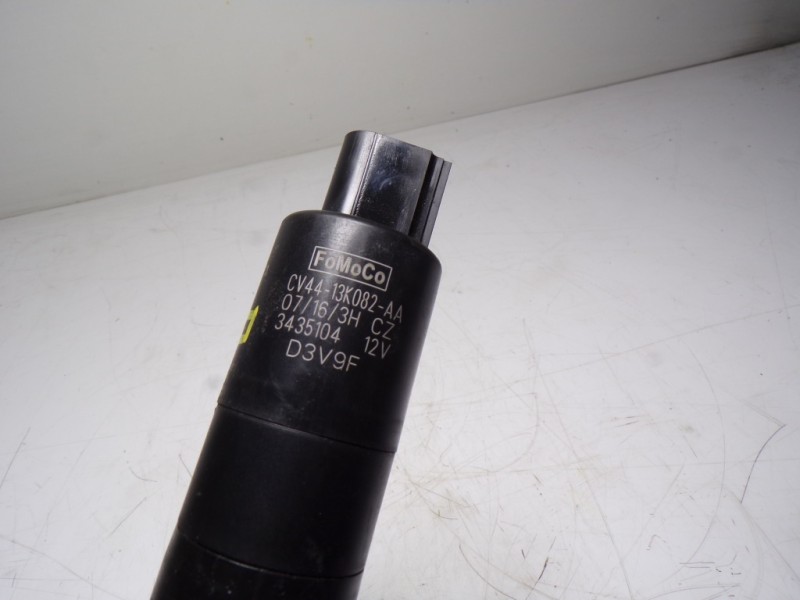 FoMoCo
CV44-13K082-AA
07/16/3H CZ
3435104 12V
D3V9F